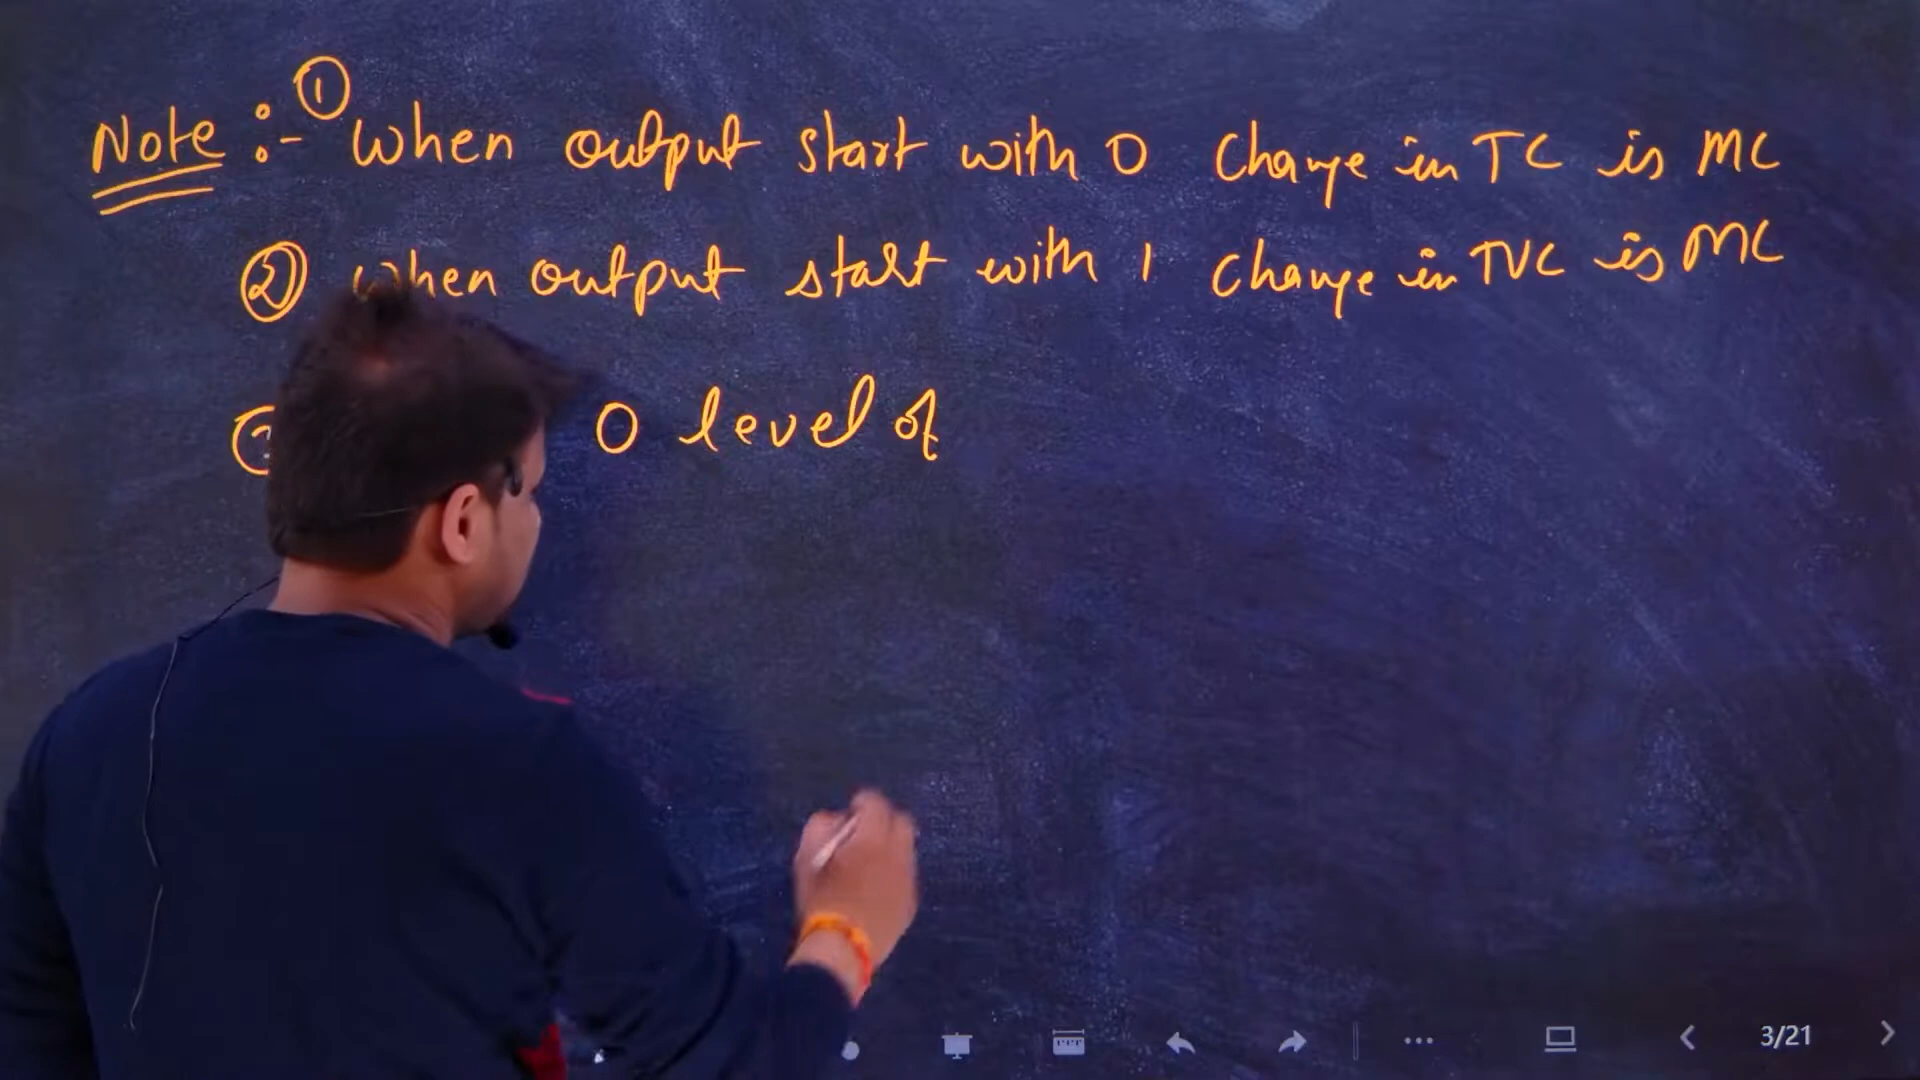 Note :- ① When output start with 0 Change in TC is MC
② When output start with 1 Change in TVC is MC
0 level of
3/21